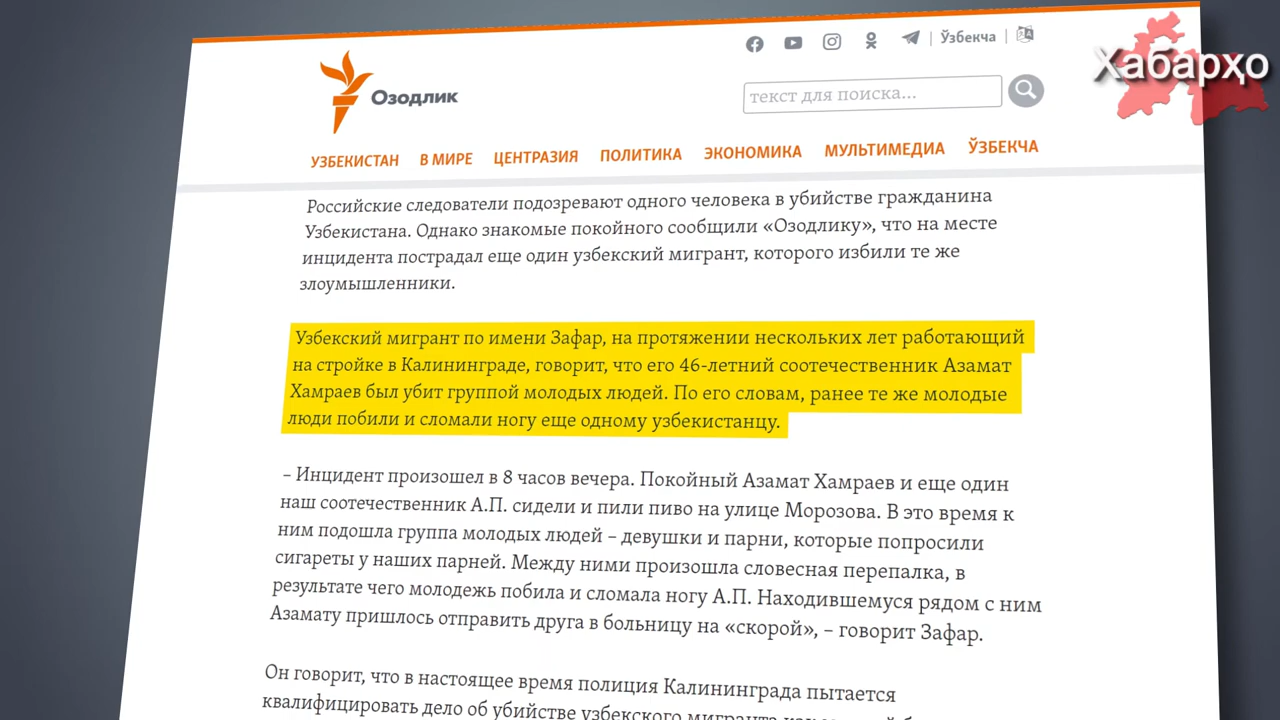 Ўзбекча
Хабарҳо
Озодлик
текст для поиска...
УЗБЕКИСТАН В МИРЕ ЦЕНТРАЗИЯ ПОЛИТИКА ЭКОНОМИКА МУЛЬТИМЕДИА ЎЗБЕКЧА
Российские следователи подозревают одного человека в убийстве гражданина
Узбекистана. Однако знакомые покойного сообщили «Озодлику», что на месте
инцидента пострадал еще один узбекский мигрант, которого избили те же
злоумышленники.
Узбекский мигрант по имени Зафар, на протяжении нескольких лет работающий
на стройке в Калининграде, говорит, что его 46-летний соотечественник Азамат
Хамраев был убит группой молодых людей. По его словам, ранее те же молодые
люди побили и сломали ногу еще одному узбекистанцу.
– Инцидент произошел в 8 часов вечера. Покойный Азамат Хамраев и еще один
наш соотечественник А.П. сидели и пили пиво на улице Морозова. В это время к
ним подошла группа молодых людей – девушки и парни, которые попросили
сигареты у наших парней. Между ними произошла словесная перепалка, в
результате чего молодежь побила и сломала ногу А.П. Находившемуся рядом с ним
Азамату пришлось отправить друга в больницу на «скорой», – говорит Зафар.
Он говорит, что в настоящее время полиция Калининграда пытается
квалифицировать дело об убийстве узбекского мигранта